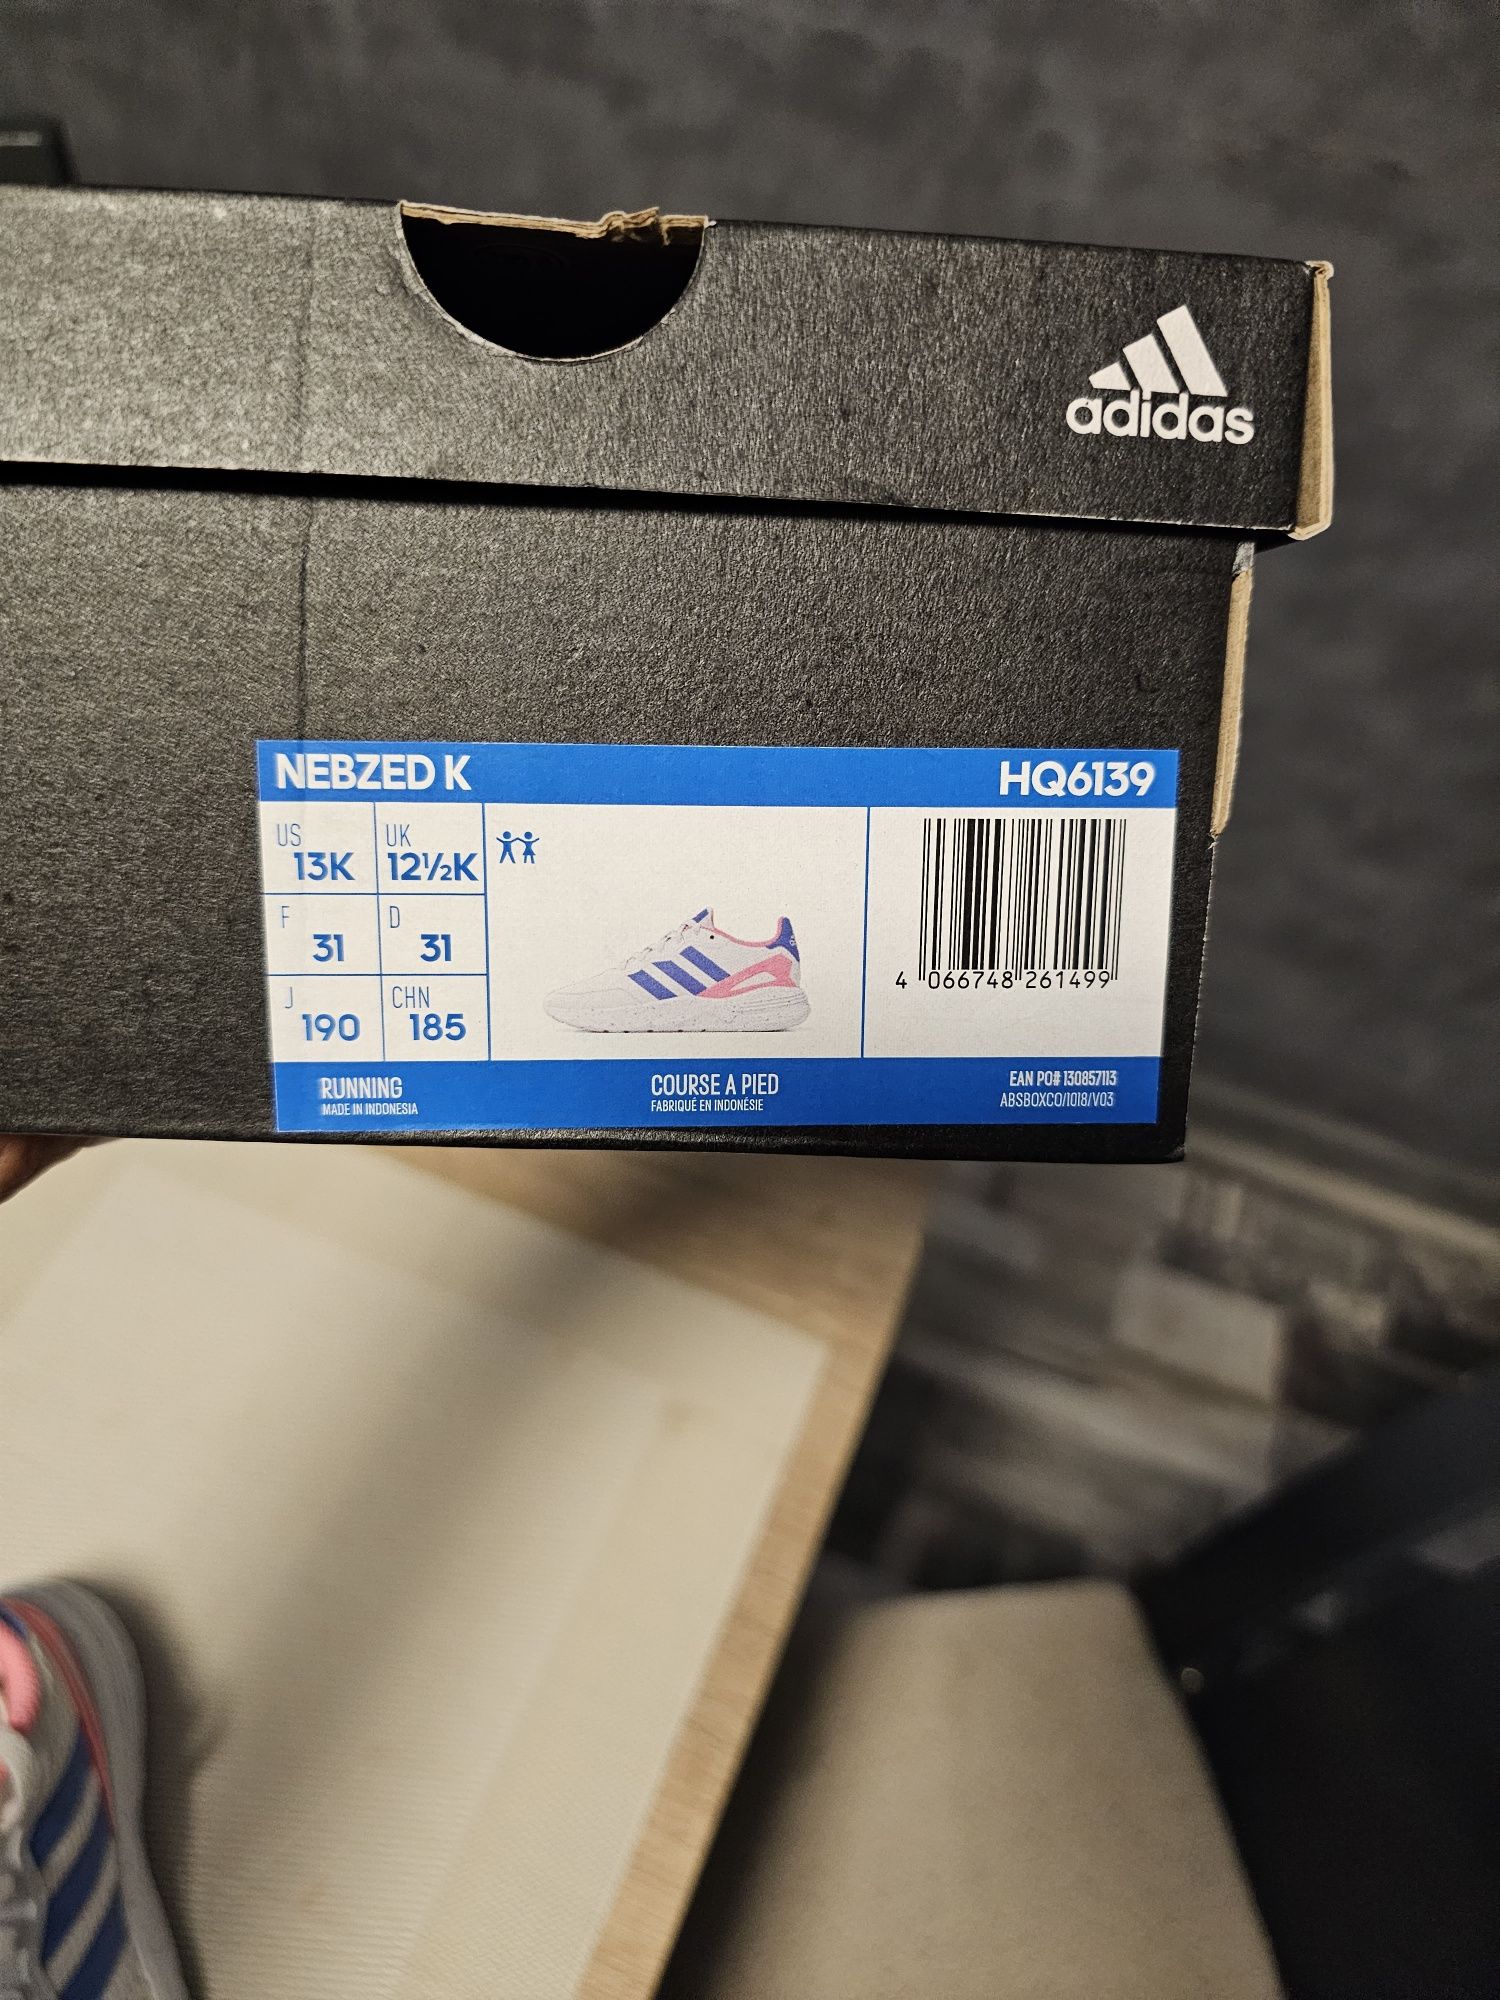 adidas
NEBZED K
HQ6139
US
13K
UK
12½K
F
31
D
31
J
190
CHN
185
4 066748 261499
RUNNING
MADE IN INDONESIA
COURSE A PIED
FABRIQUÉ EN INDONÉSIE
EAN PO# 130857113
ABSBOXCO/1018/V03